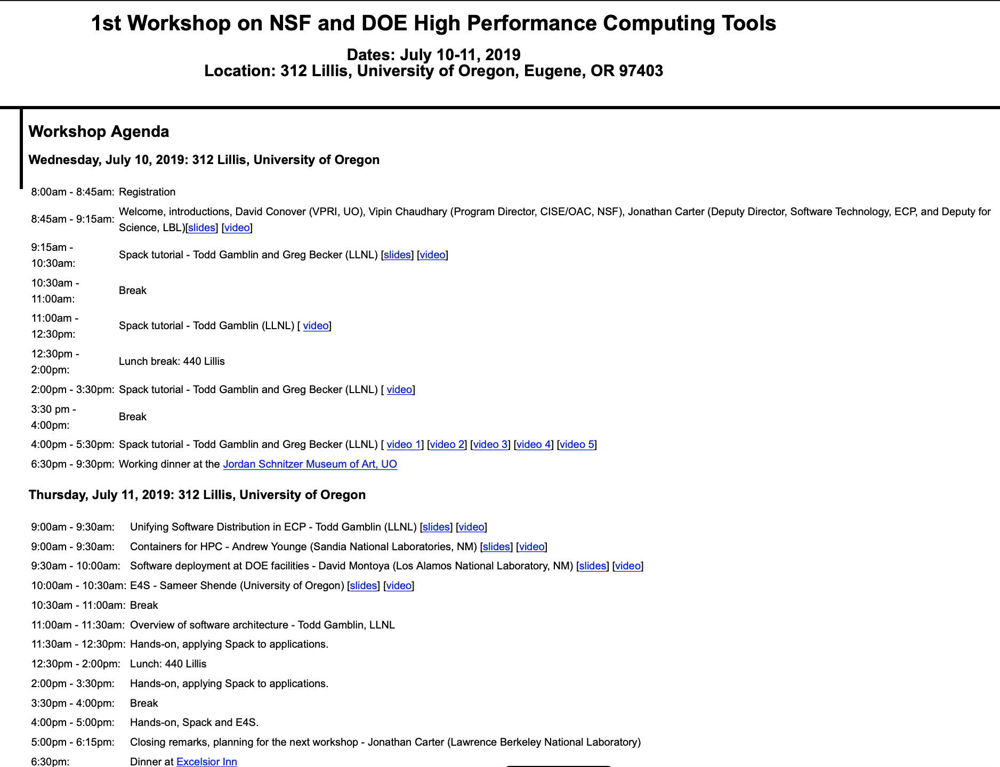 1st Workshop on NSF and DOE High Performance Computing Tools
Dates: July 10-11, 2019
Location: 312 Lillis, University of Oregon, Eugene, OR 97403
Workshop Agenda
Wednesday, July 10, 2019: 312 Lillis, University of Oregon
8:00am - 8:45am: Registration
8:45am - 9:15am: Welcome, introductions, David Conover (VPRI, UO), Vipin Chaudhary (Program Director, CISE/OAC, NSF), Jonathan Carter (Deputy Director, Software Technology, ECP, and Deputy for
Science, LBL)[slides] [video]
9:15am -
10:30am:
Spack tutorial - Todd Gamblin and Greg Becker (LLNL) [slides] [video]
10:30am -
11:00am:
Break
11:00am -
12:30pm:
Spack tutorial - Todd Gamblin (LLNL) [ video]
12:30pm -
2:00pm:
Lunch break: 440 Lillis
2:00pm - 3:30pm: Spack tutorial - Todd Gamblin and Greg Becker (LLNL) [ video]
3:30 pm -
4:00pm:
Break
4:00pm - 5:30pm: Spack tutorial - Todd Gamblin and Greg Becker (LLNL) [ video 1] [video 2] [video 3] [video 4] [video 5]
6:30pm - 9:30pm: Working dinner at the Jordan Schnitzer Museum of Art, UO
Thursday, July 11, 2019: 312 Lillis, University of Oregon
9:00am - 9:30am: Unifying Software Distribution in ECP - Todd Gamblin (LLNL) [slides] [video]
9:00am - 9:30am: Containers for HPC - Andrew Younge (Sandia National Laboratories, NM) [slides] [video]
9:30am - 10:00am: Software deployment at DOE facilities - David Montoya (Los Alamos National Laboratory, NM) [slides] [video]
10:00am - 10:30am: E4S - Sameer Shende (University of Oregon) [slides] [video]
10:30am - 11:00am: Break
11:00am - 11:30am: Overview of software architecture - Todd Gamblin, LLNL
11:30am - 12:30pm: Hands-on, applying Spack to applications.
12:30pm - 2:00pm: Lunch: 440 Lillis
2:00pm - 3:30pm: Hands-on, applying Spack to applications.
3:30pm - 4:00pm: Break
4:00pm - 5:00pm: Hands-on, Spack and E4S.
5:00pm - 6:15pm: Closing remarks, planning for the next workshop - Jonathan Carter (Lawrence Berkeley National Laboratory)
6:30pm: Dinner at Excelsior Inn